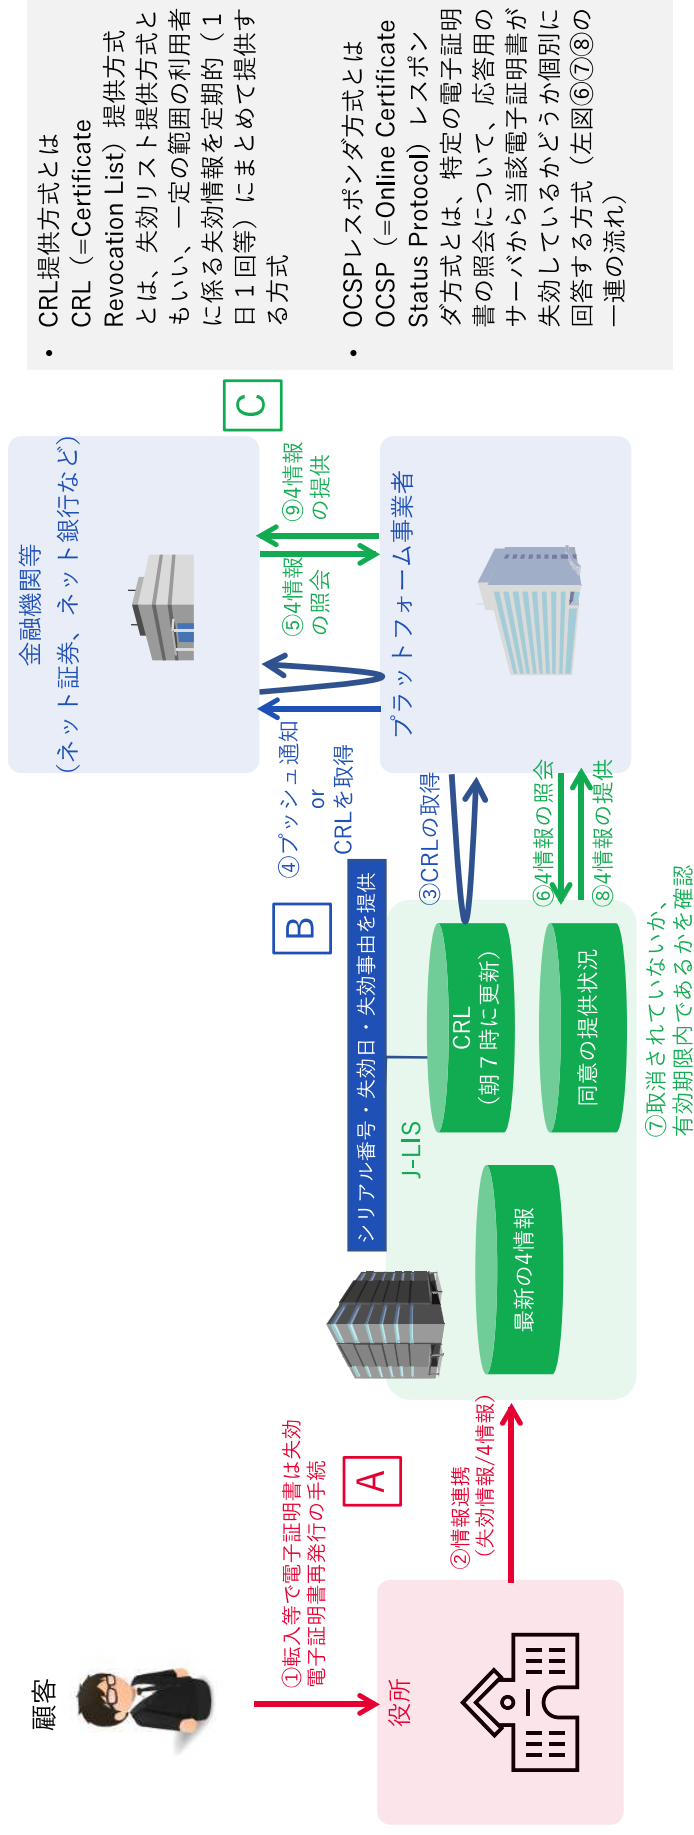 顧客
①転入等で電子証明書は失効
電子証明書再発行の手続
A
役所
②情報連携
（失効情報/4情報）
シリアル番号・失効日・失効事由を提供
B
J-LIS
最新の4情報
CRL
（朝７時に更新）
同意の提供状況
⑦取消されていないか、
有効期限内であるかを確認
③CRLの取得
④プッシュ通知
or
CRLを取得
⑥4情報の照会
⑧4情報の提供
金融機関等
（ネット証券、ネット銀行など）
⑤4情報
の照会
⑨4情報
の提供
C
プラットフォーム事業者
• CRL提供方式とは
CRL（=Certificate
Revocation List）提供方式
とは、失効リスト提供方式と
もいい、一定の範囲の利用者
に係る失効情報を定期的（１
日１回等）にまとめて提供す
る方式
• OCSPレスポンダ方式とは
OCSP（=Online Certificate
Status Protocol）レスポン
ダ方式とは、特定の電子証明
書の照会について、応答用の
サーバから当該電子証明書が
失効しているかどうか個別に
回答する方式（左図⑥⑦⑧の
一連の流れ）